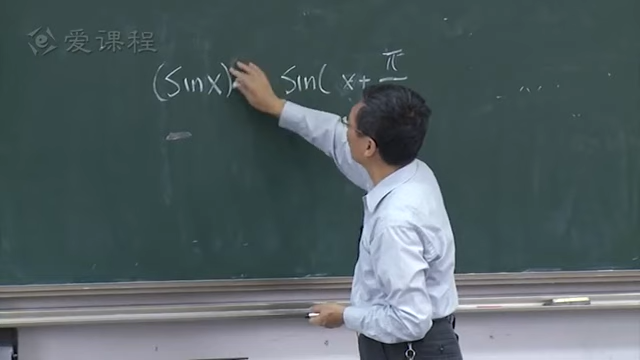 爱课程
(Sinx) Sin( x + π